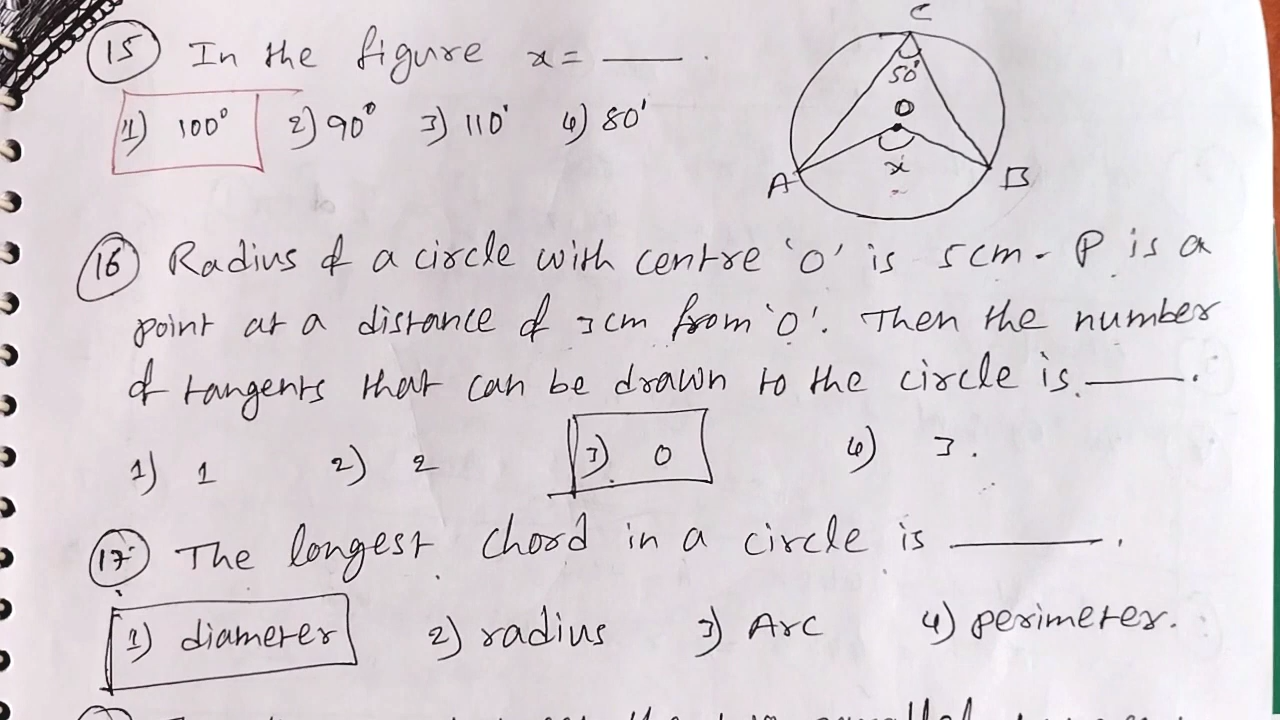 15 In the figure x = ___ .
1) 100° 2) 90° 3) 110° 4) 80°
C
50°
O
x
A
B
16 Radius of a circle with centre 'O' is 5cm. P is a
point at a distance of 3cm from 'O'. Then the number
of tangents that can be drawn to the circle is ___ .
1) 1 2) 2 3) 0 4) 3.
17 The longest chord in a circle is ___ .
1) diameter 2) radius 3) Arc 4) perimeter.